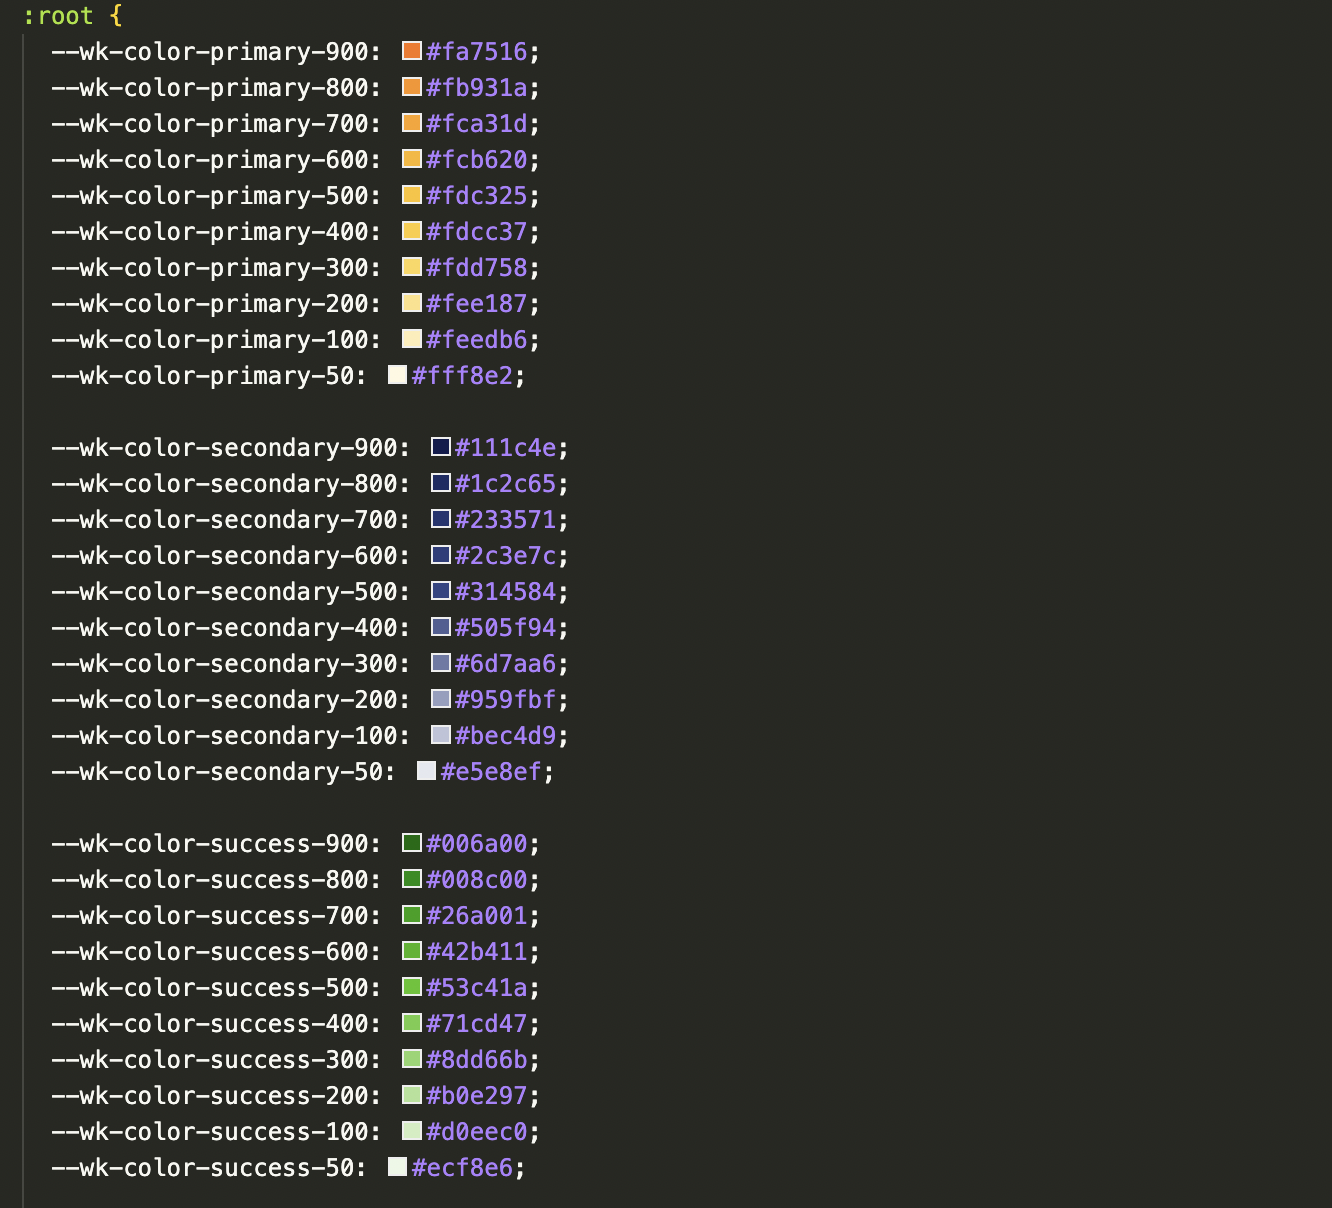 :root {
--wk-color-primary-900: #fa7516;
--wk-color-primary-800: #fb931a;
--wk-color-primary-700: #fca31d;
--wk-color-primary-600: #fcb620;
--wk-color-primary-500: #fdc325;
--wk-color-primary-400: #fdcc37;
--wk-color-primary-300: #fdd758;
--wk-color-primary-200: #fee187;
--wk-color-primary-100: #feedb6;
--wk-color-primary-50: #fff8e2;
--wk-color-secondary-900: #111c4e;
--wk-color-secondary-800: #1c2c65;
--wk-color-secondary-700: #233571;
--wk-color-secondary-600: #2c3e7c;
--wk-color-secondary-500: #314584;
--wk-color-secondary-400: #505f94;
--wk-color-secondary-300: #6d7aa6;
--wk-color-secondary-200: #959fbf;
--wk-color-secondary-100: #bec4d9;
--wk-color-secondary-50: #e5e8ef;
--wk-color-success-900: #006a00;
--wk-color-success-800: #008c00;
--wk-color-success-700: #26a001;
--wk-color-success-600: #42b411;
--wk-color-success-500: #53c41a;
--wk-color-success-400: #71cd47;
--wk-color-success-300: #8dd66b;
--wk-color-success-200: #b0e297;
--wk-color-success-100: #d0eec0;
--wk-color-success-50: #ecf8e6;